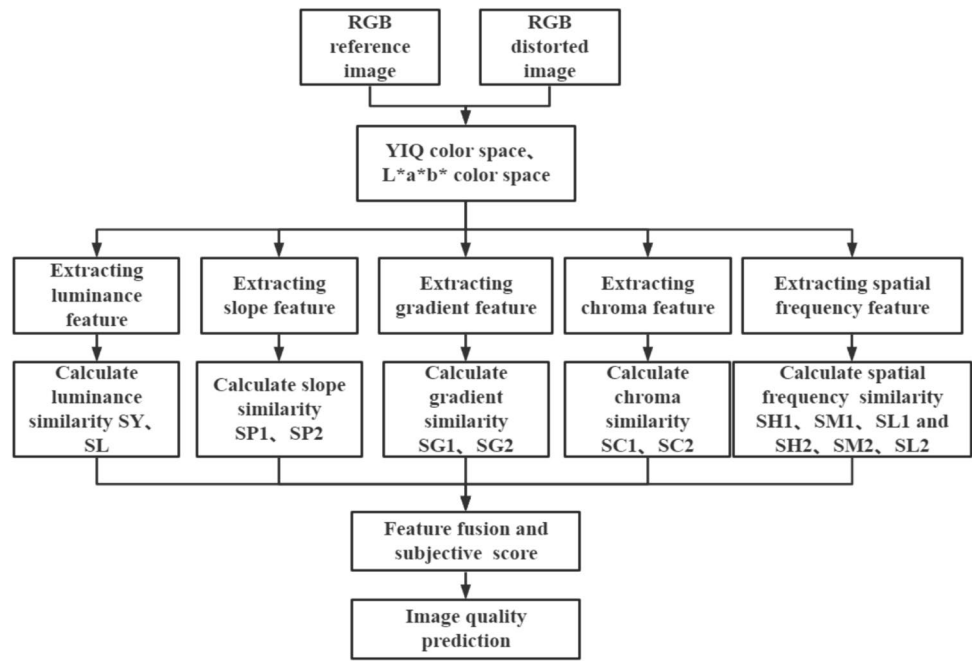 RGB
reference
image
RGB
distorted
image
YIQ color space、
L*a*b* color space
Extracting
luminance
feature
Extracting
slope feature
Extracting
gradient feature
Extracting
chroma feature
Extracting spatial
frequency feature
Calculate
luminance
similarity SY、
SL
Calculate slope
similarity
SP1、SP2
Calculate
gradient
similarity
SG1、SG2
Calculate
chroma
similarity
SC1、SC2
Calculate spatial
frequency similarity
SH1、SM1、SL1 and
SH2、SM2、SL2
Feature fusion and
subjective score
Image quality
prediction